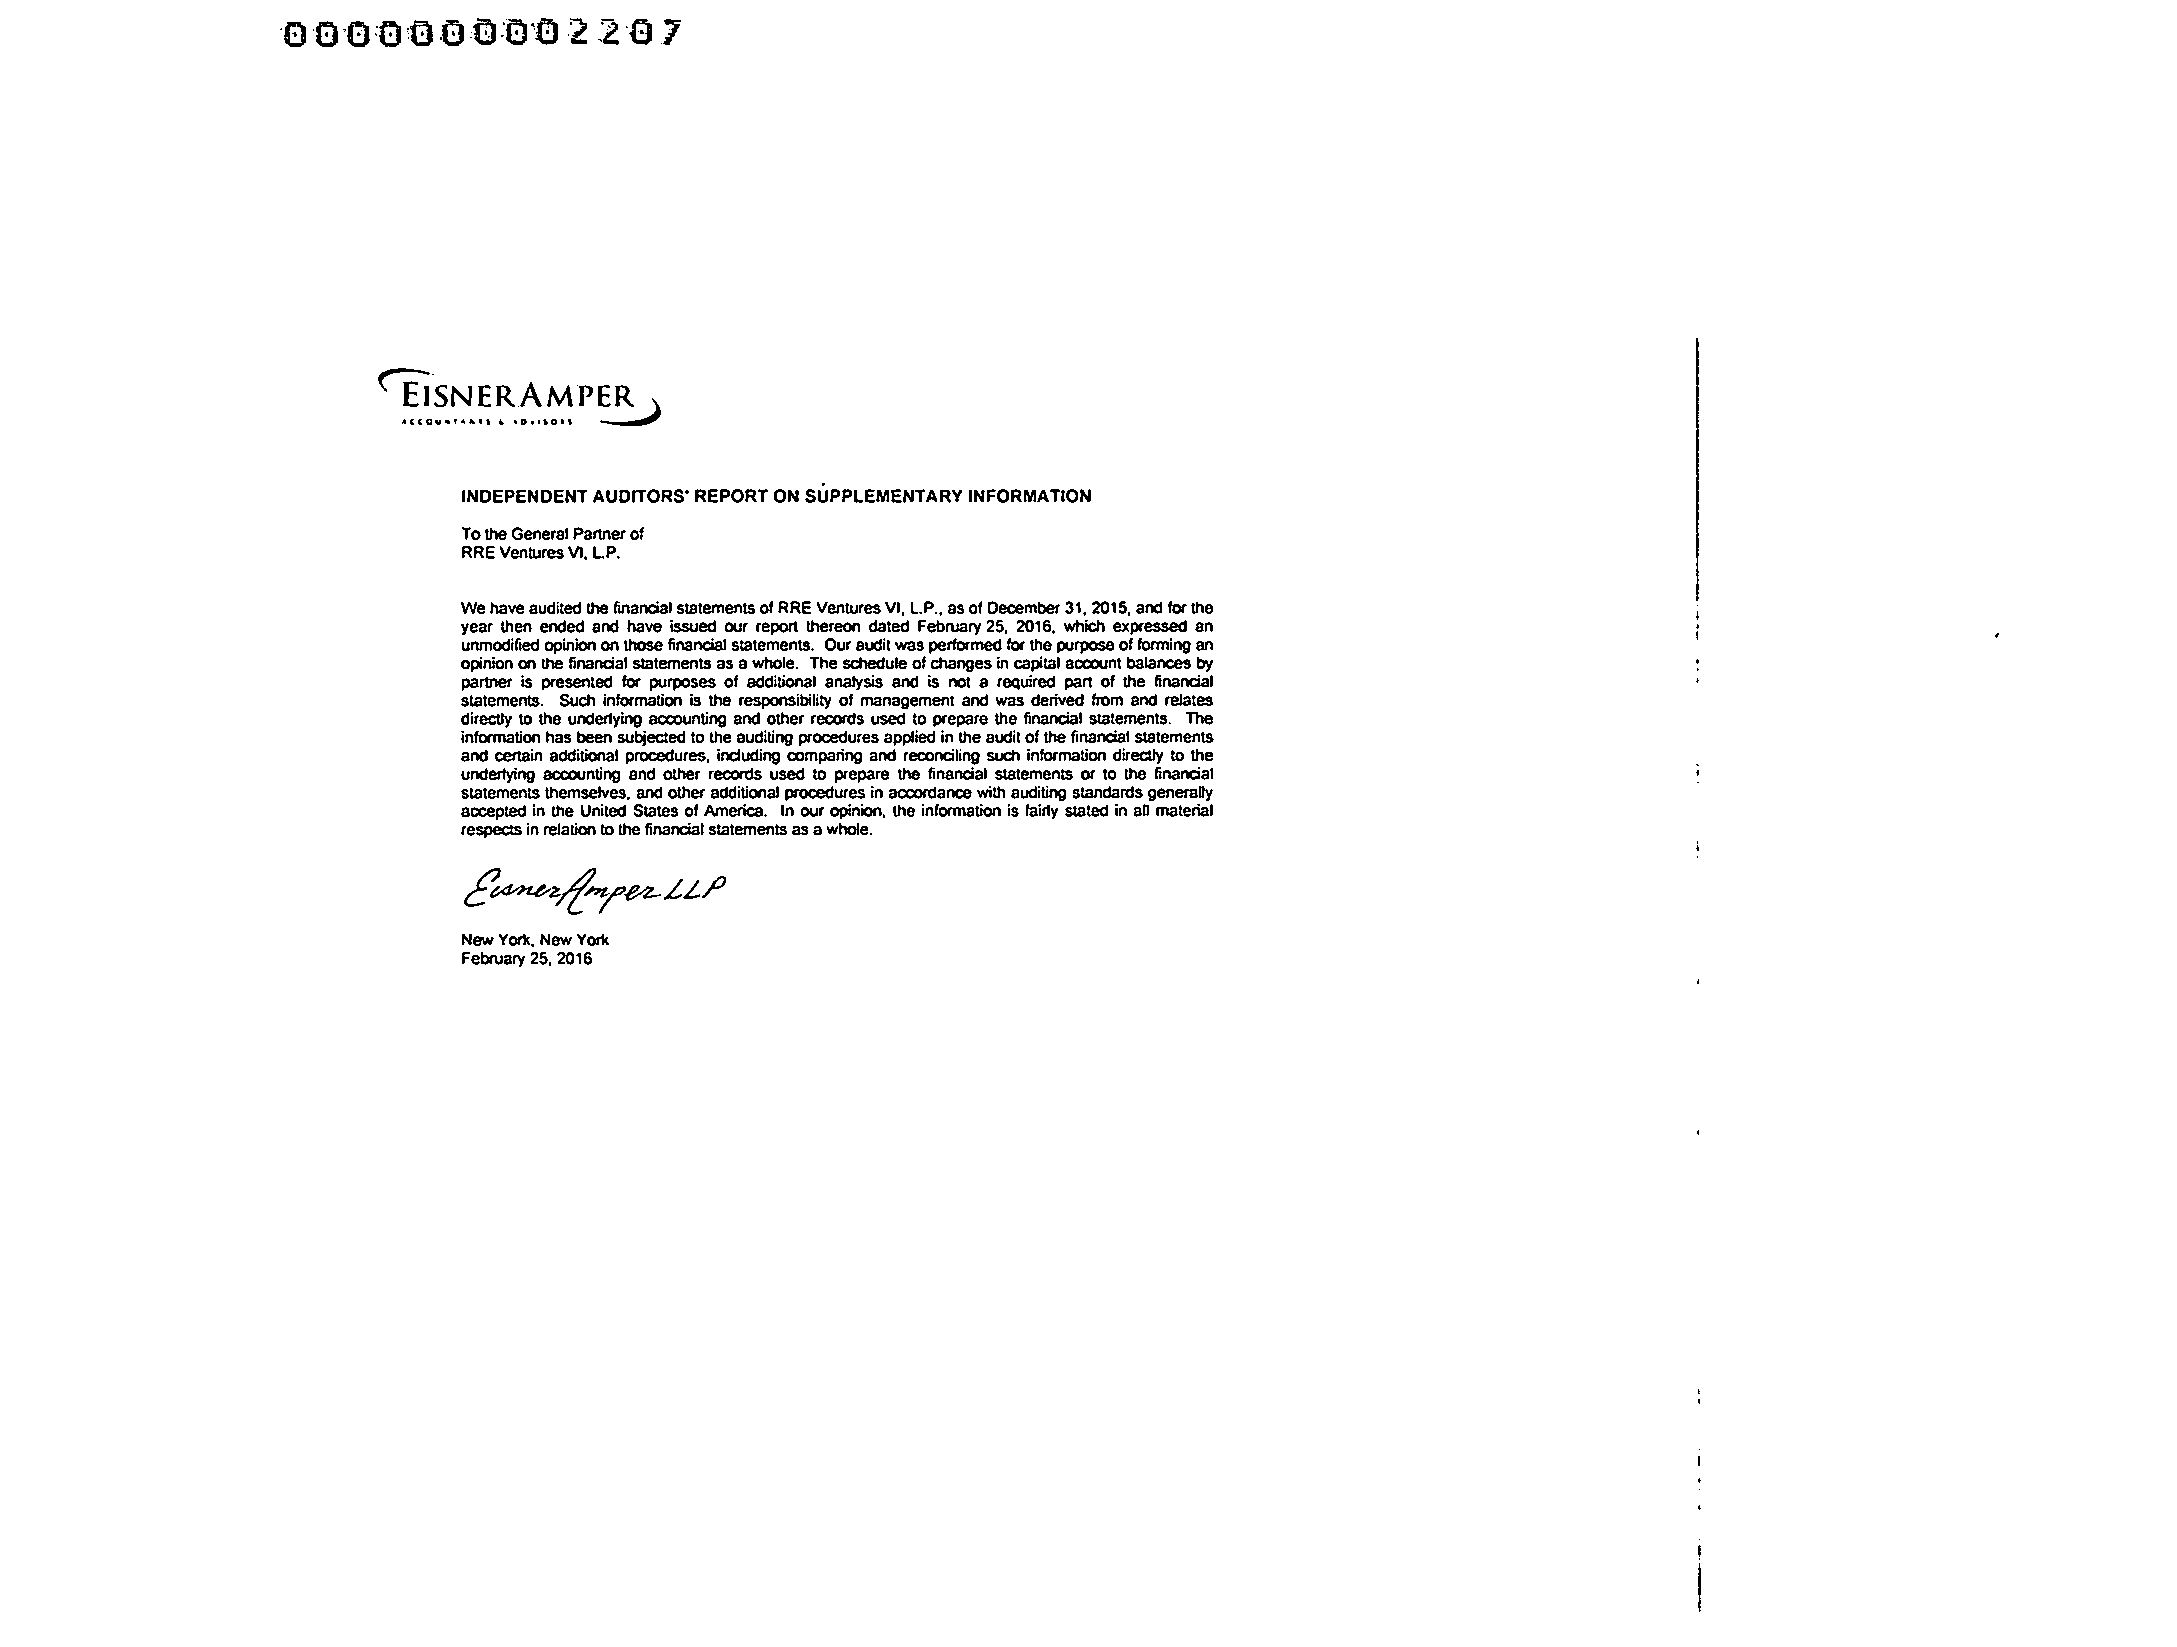 0000000002207
EISNERAMPER
ACCOUNTANTS & ADVISORS
INDEPENDENT AUDITORS' REPORT ON SUPPLEMENTARY INFORMATION
To the General Partner of
RRE Ventures VI, L.P.
We have audited the financial statements of RRE Ventures VI, L.P., as of December 31, 2015, and for the
year then ended and have issued our report thereon dated February 25, 2016, which expressed an
unmodified opinion on those financial statements. Our audit was performed for the purpose of forming an
opinion on the financial statements as a whole. The schedule of changes in capital account balances by
partner is presented for purposes of additional analysis and is not a required part of the financial
statements. Such information is the responsibility of management and was derived from and relates
directly to the underlying accounting and other records used to prepare the financial statements. The
information has been subjected to the auditing procedures applied in the audit of the financial statements
and certain additional procedures, including comparing and reconciling such information directly to the
underlying accounting and other records used to prepare the financial statements or to the financial
statements themselves, and other additional procedures in accordance with auditing standards generally
accepted in the United States of America. In our opinion, the information is fairly stated in all material
respects in relation to the financial statements as a whole.
EisnerAmper LLP
New York, New York
February 25, 2016